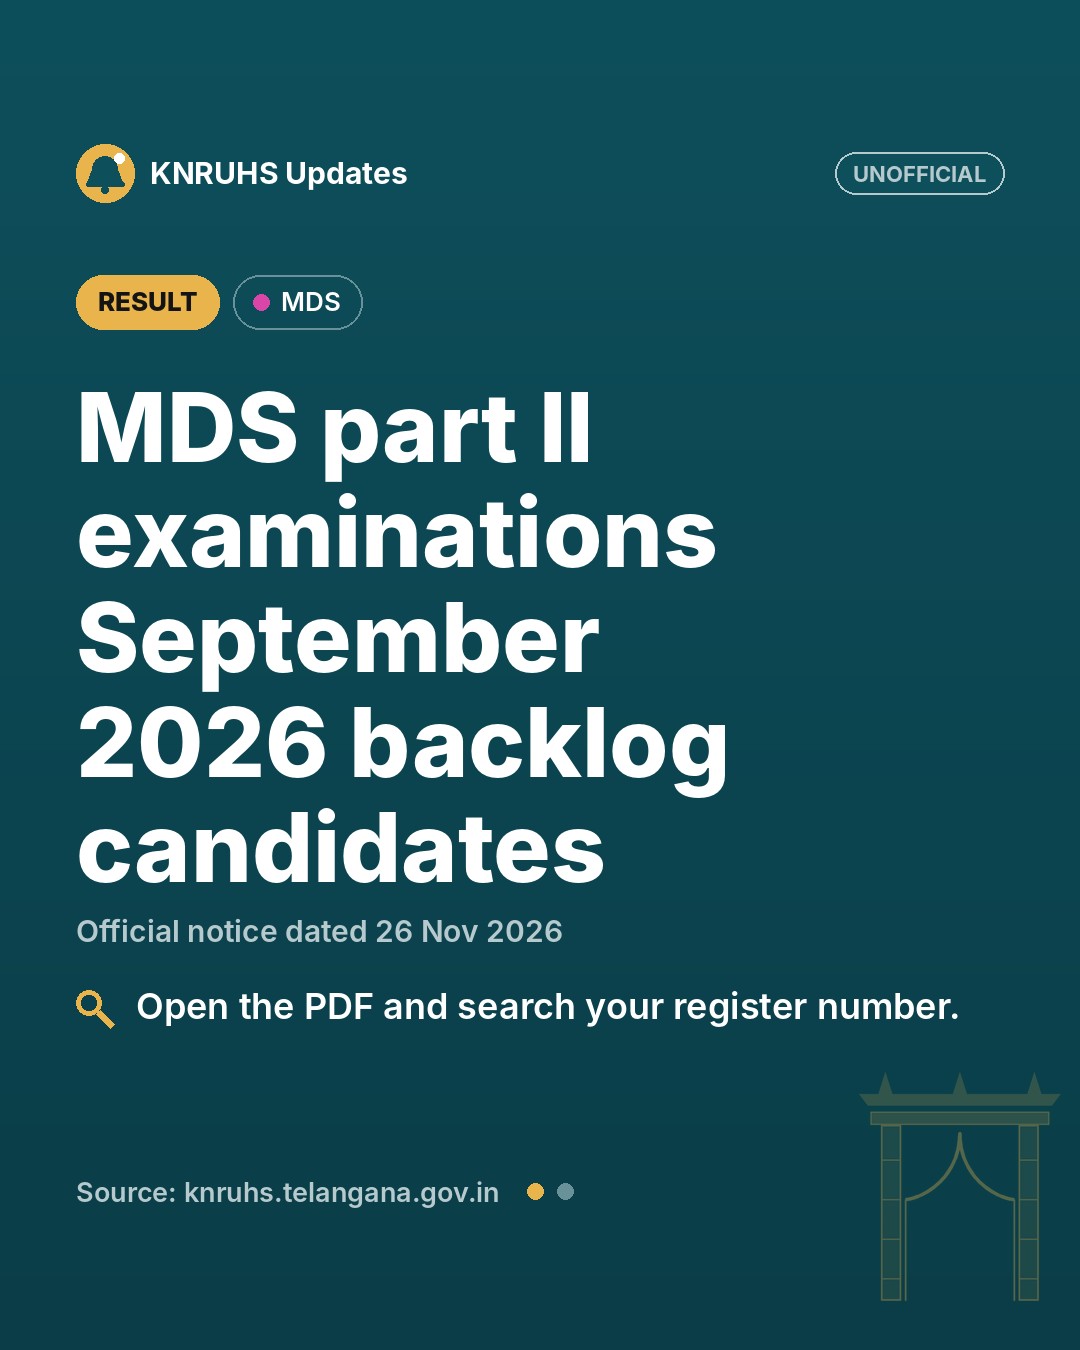 KNRUHS Updates
UNOFFICIAL
RESULT
MDS
MDS part II
examinations
September
2026 backlog
candidates
Official notice dated 26 Nov 2026
Open the PDF and search your register number.
Source: knruhs.telangana.gov.in